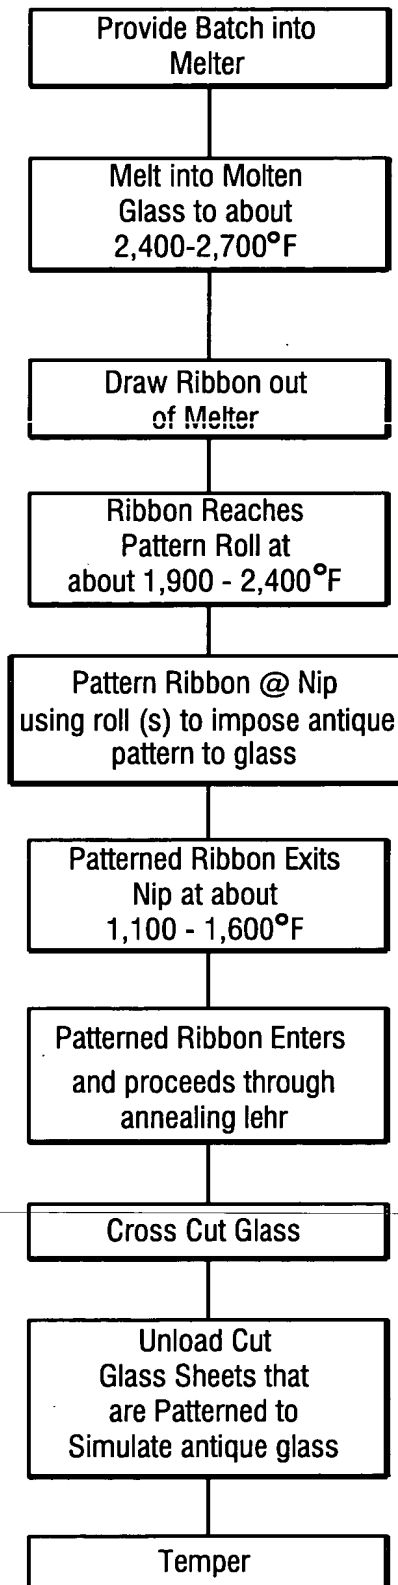 Provide Batch into
Melter
Melt into Molten
Glass to about
2,400-2,700°F
Draw Ribbon out
of Melter
Ribbon Reaches
Pattern Roll at
about 1,900 - 2,400°F
Pattern Ribbon @ Nip
using roll (s) to impose antique
pattern to glass
Patterned Ribbon Exits
Nip at about
1,100 - 1,600°F
Patterned Ribbon Enters
and proceeds through
annealing lehr
Cross Cut Glass
Unload Cut
Glass Sheets that
are Patterned to
Simulate antique glass
Temper